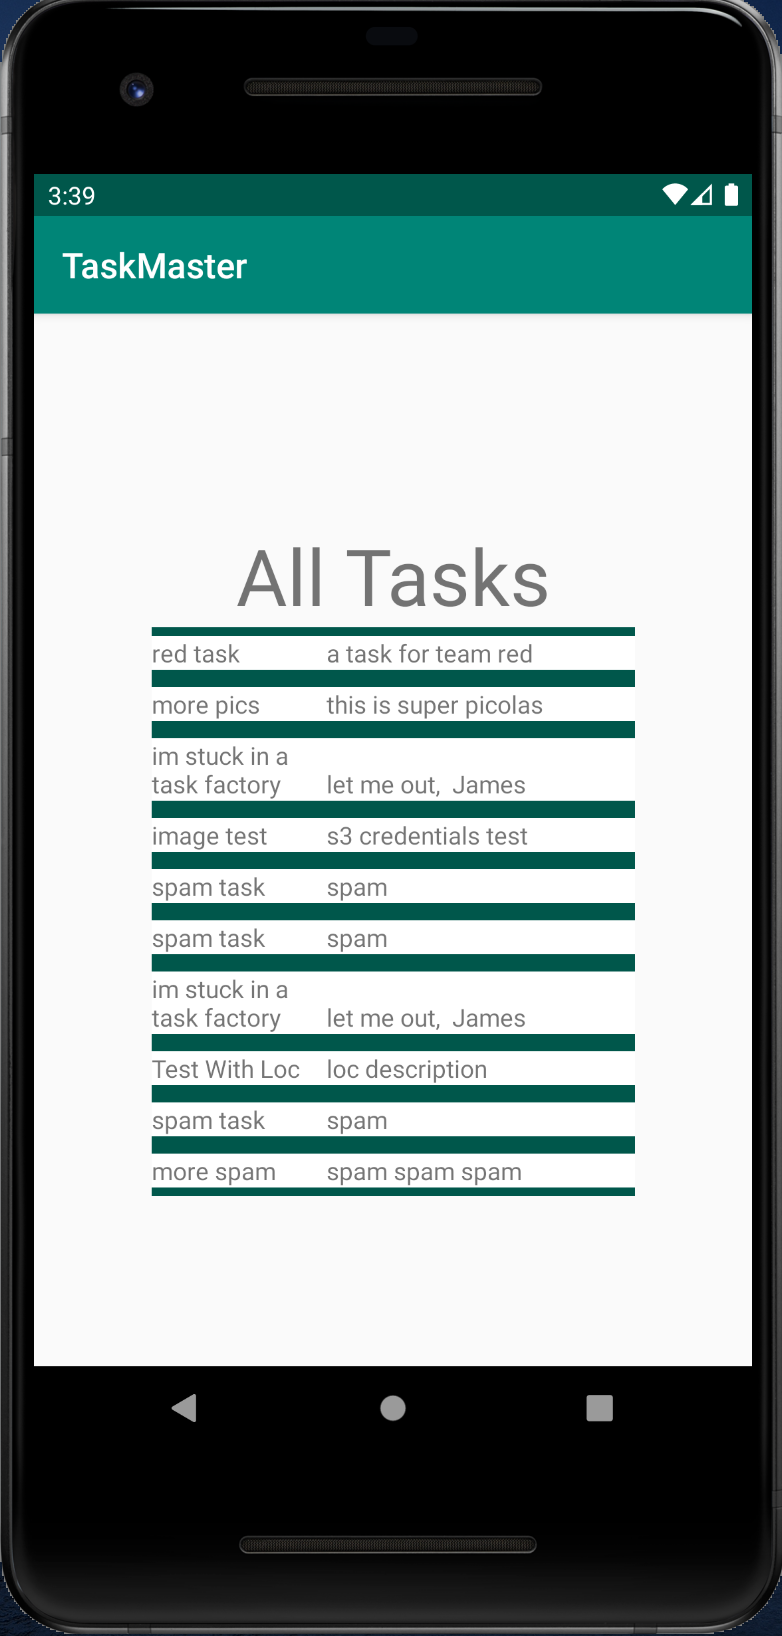 3:39
TaskMaster
All Tasks
red task a task for team red
more pics this is super picolas
im stuck in a
task factory let me out,  James
image test s3 credentials test
spam task spam
spam task spam
im stuck in a
task factory let me out,  James
Test With Loc loc description
spam task spam
more spam spam spam spam